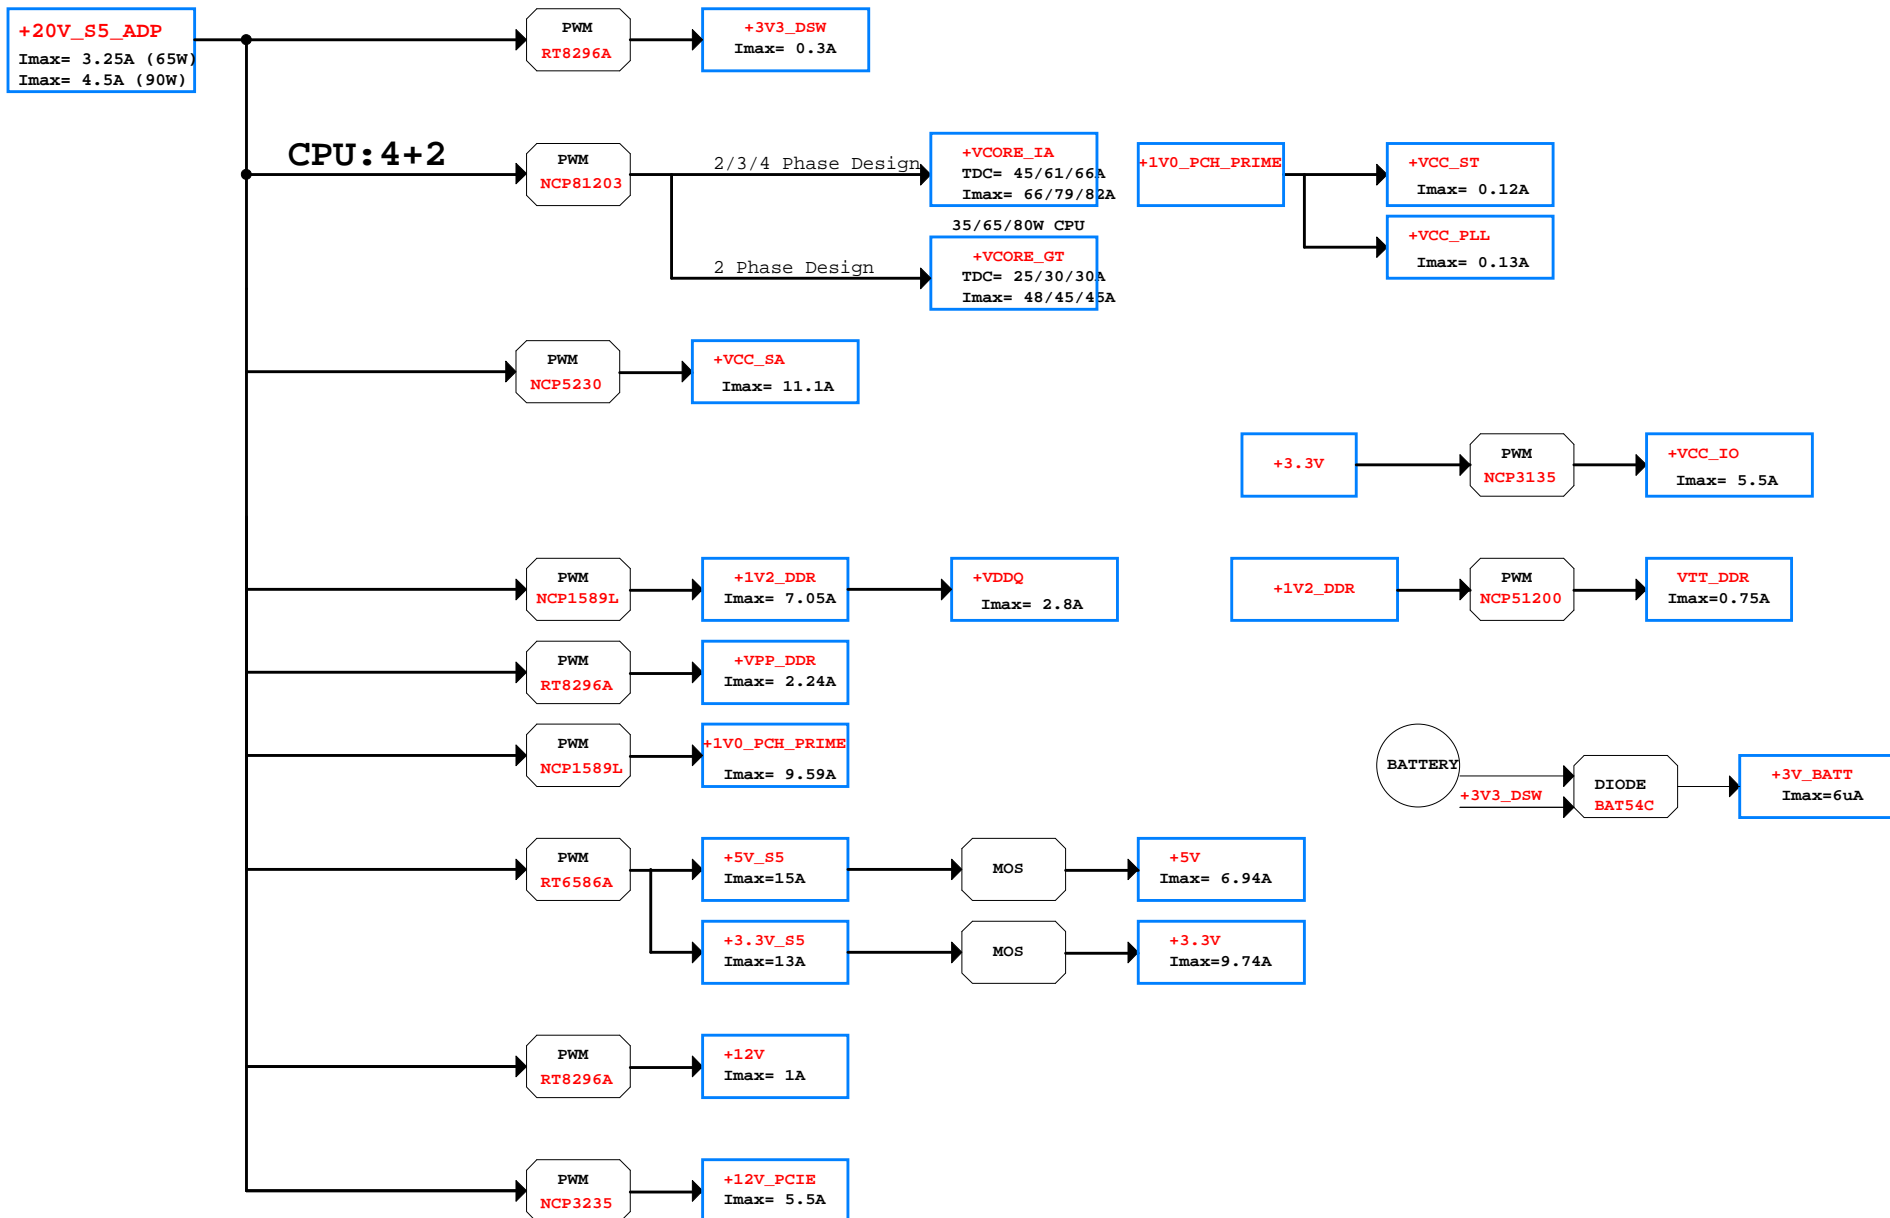 +20V_S5_ADP
Imax= 3.25A (65W)
Imax= 4.5A (90W)
PWM
RT8296A
+3V3_DSW
Imax= 0.3A
CPU:4+2
PWM
NCP81203
2/3/4 Phase Design
+VCORE_IA
TDC= 45/61/66A
Imax= 66/79/82A
35/65/80W CPU
2 Phase Design
+VCORE_GT
TDC= 25/30/30A
Imax= 48/45/45A
+1V0_PCH_PRIME
+VCC_ST
Imax= 0.12A
+VCC_PLL
Imax= 0.13A
PWM
NCP5230
+VCC_SA
Imax= 11.1A
+3.3V
PWM
NCP3135
+VCC_IO
Imax= 5.5A
PWM
NCP1589L
+1V2_DDR
Imax= 7.05A
+VDDQ
Imax= 2.8A
+1V2_DDR
PWM
NCP51200
VTT_DDR
Imax=0.75A
PWM
RT8296A
+VPP_DDR
Imax= 2.24A
PWM
NCP1589L
+1V0_PCH_PRIME
Imax= 9.59A
BATTERY
+3V3_DSW
DIODE
BAT54C
+3V_BATT
Imax=6uA
PWM
RT6586A
+5V_S5
Imax=15A
MOS
+5V
Imax= 6.94A
+3.3V_S5
Imax=13A
MOS
+3.3V
Imax=9.74A
PWM
RT8296A
+12V
Imax= 1A
PWM
NCP3235
+12V_PCIE
Imax= 5.5A